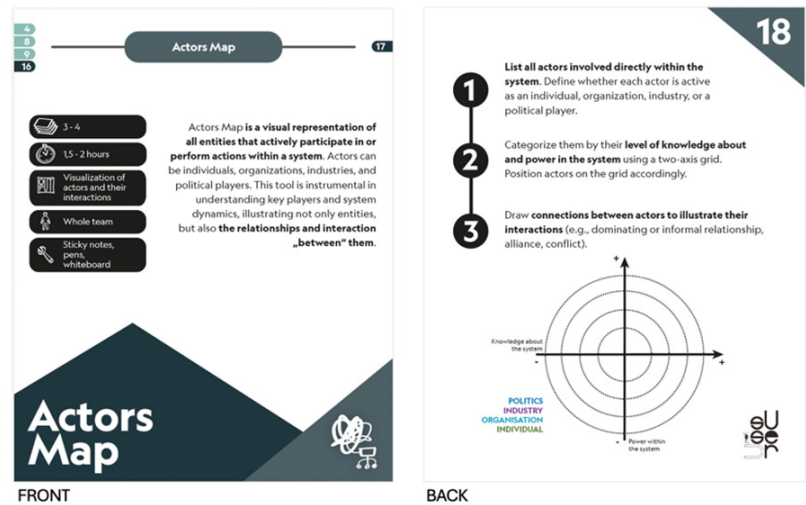 4
8
9
16
Actors Map
17
3 - 4
1,5 - 2 hours
Visualization of
actors and their
interactions
Whole team
Sticky notes,
pens,
whiteboard
Actors Map is a visual representation of
all entities that actively participate in or
perform actions within a system. Actors can
be individuals, organizations, industries, and
political players. This tool is instrumental in
understanding key players and system
dynamics, illustrating not only entities,
but also the relationships and interaction
„between“ them.
Actors
Map
FRONT
18
1
List all actors involved directly within the
system. Define whether each actor is active
as an individual, organization, industry, or a
political player.
2
Categorize them by their level of knowledge about
and power in the system using a two-axis grid.
Position actors on the grid accordingly.
3
Draw connections between actors to illustrate their
interactions (e.g., dominating or informal relationship,
alliance, conflict).
+
Knowledge about
the system
-
+
POLITICS
INDUSTRY
ORGANISATION
INDIVIDUAL
-
Power within
the system
BACK